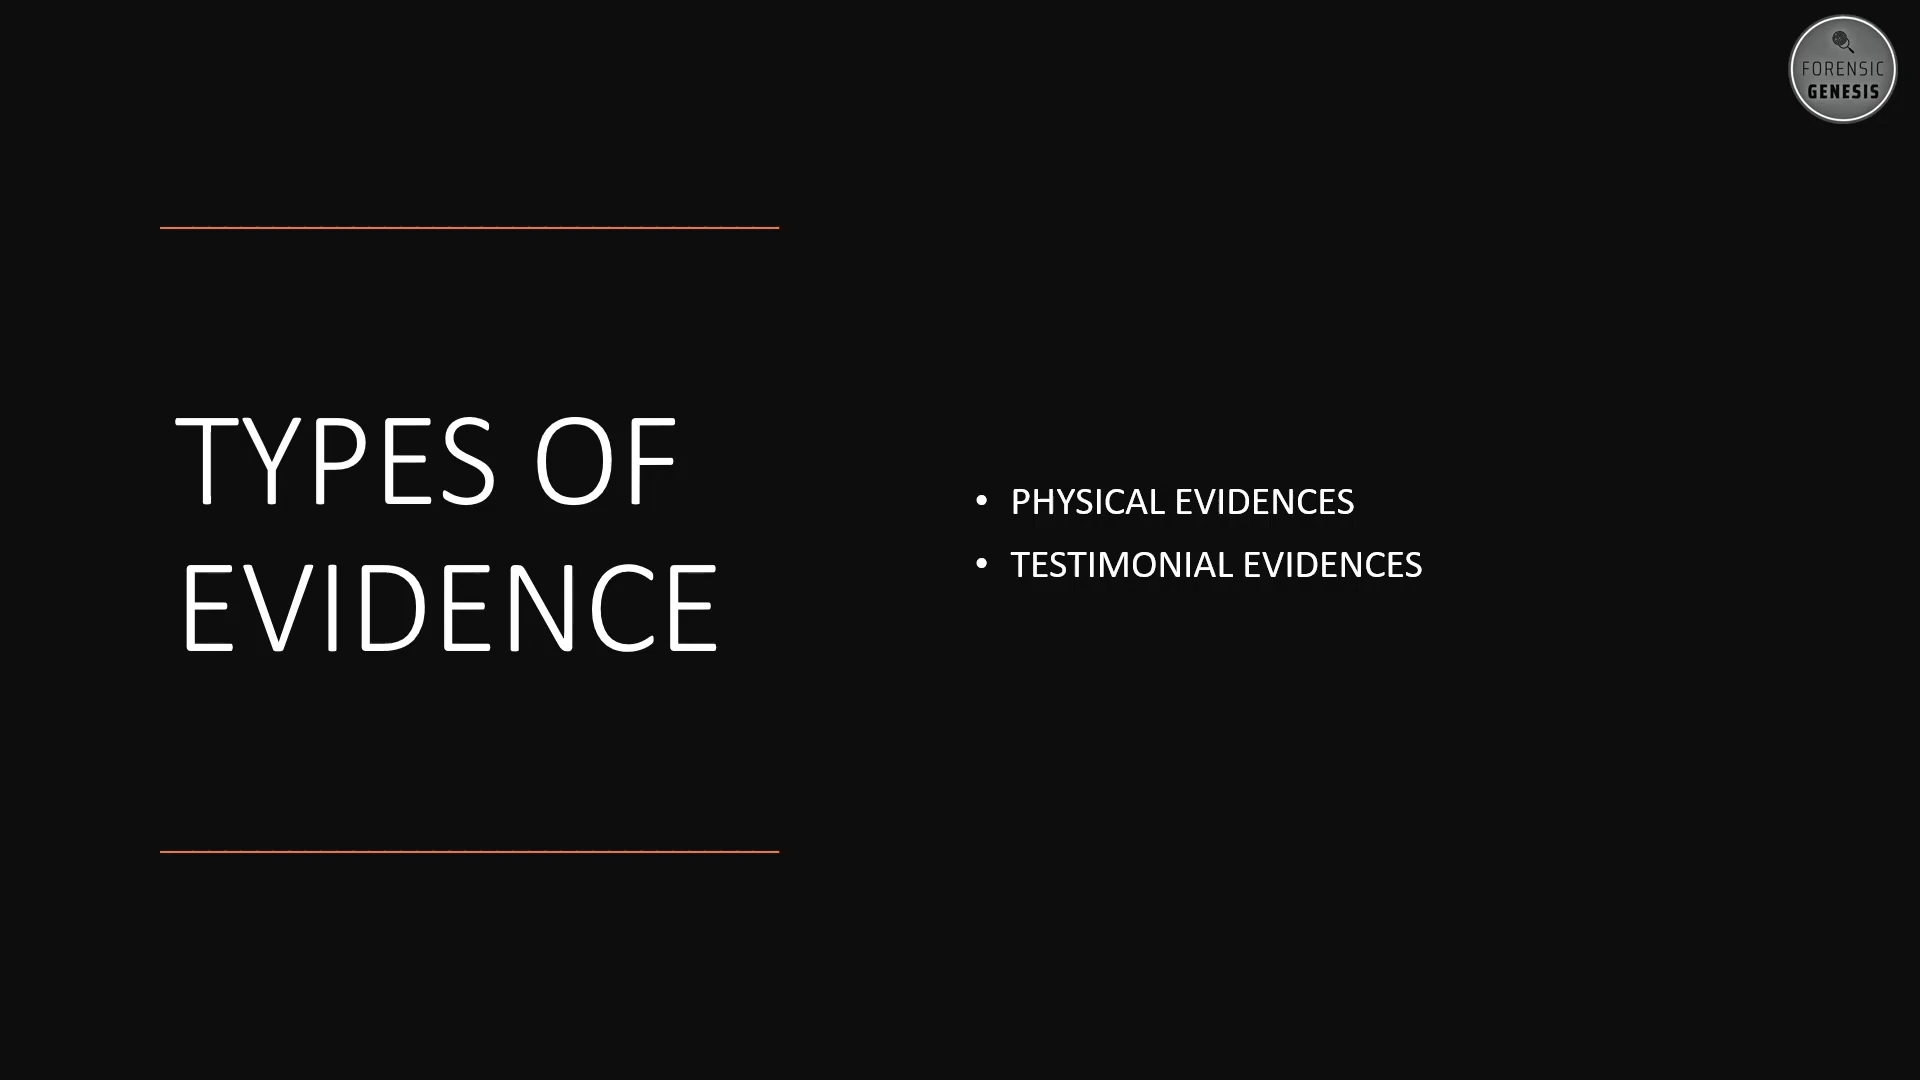 FORENSIC
GENESIS
TYPES OF
EVIDENCE
• PHYSICAL EVIDENCES
• TESTIMONIAL EVIDENCES